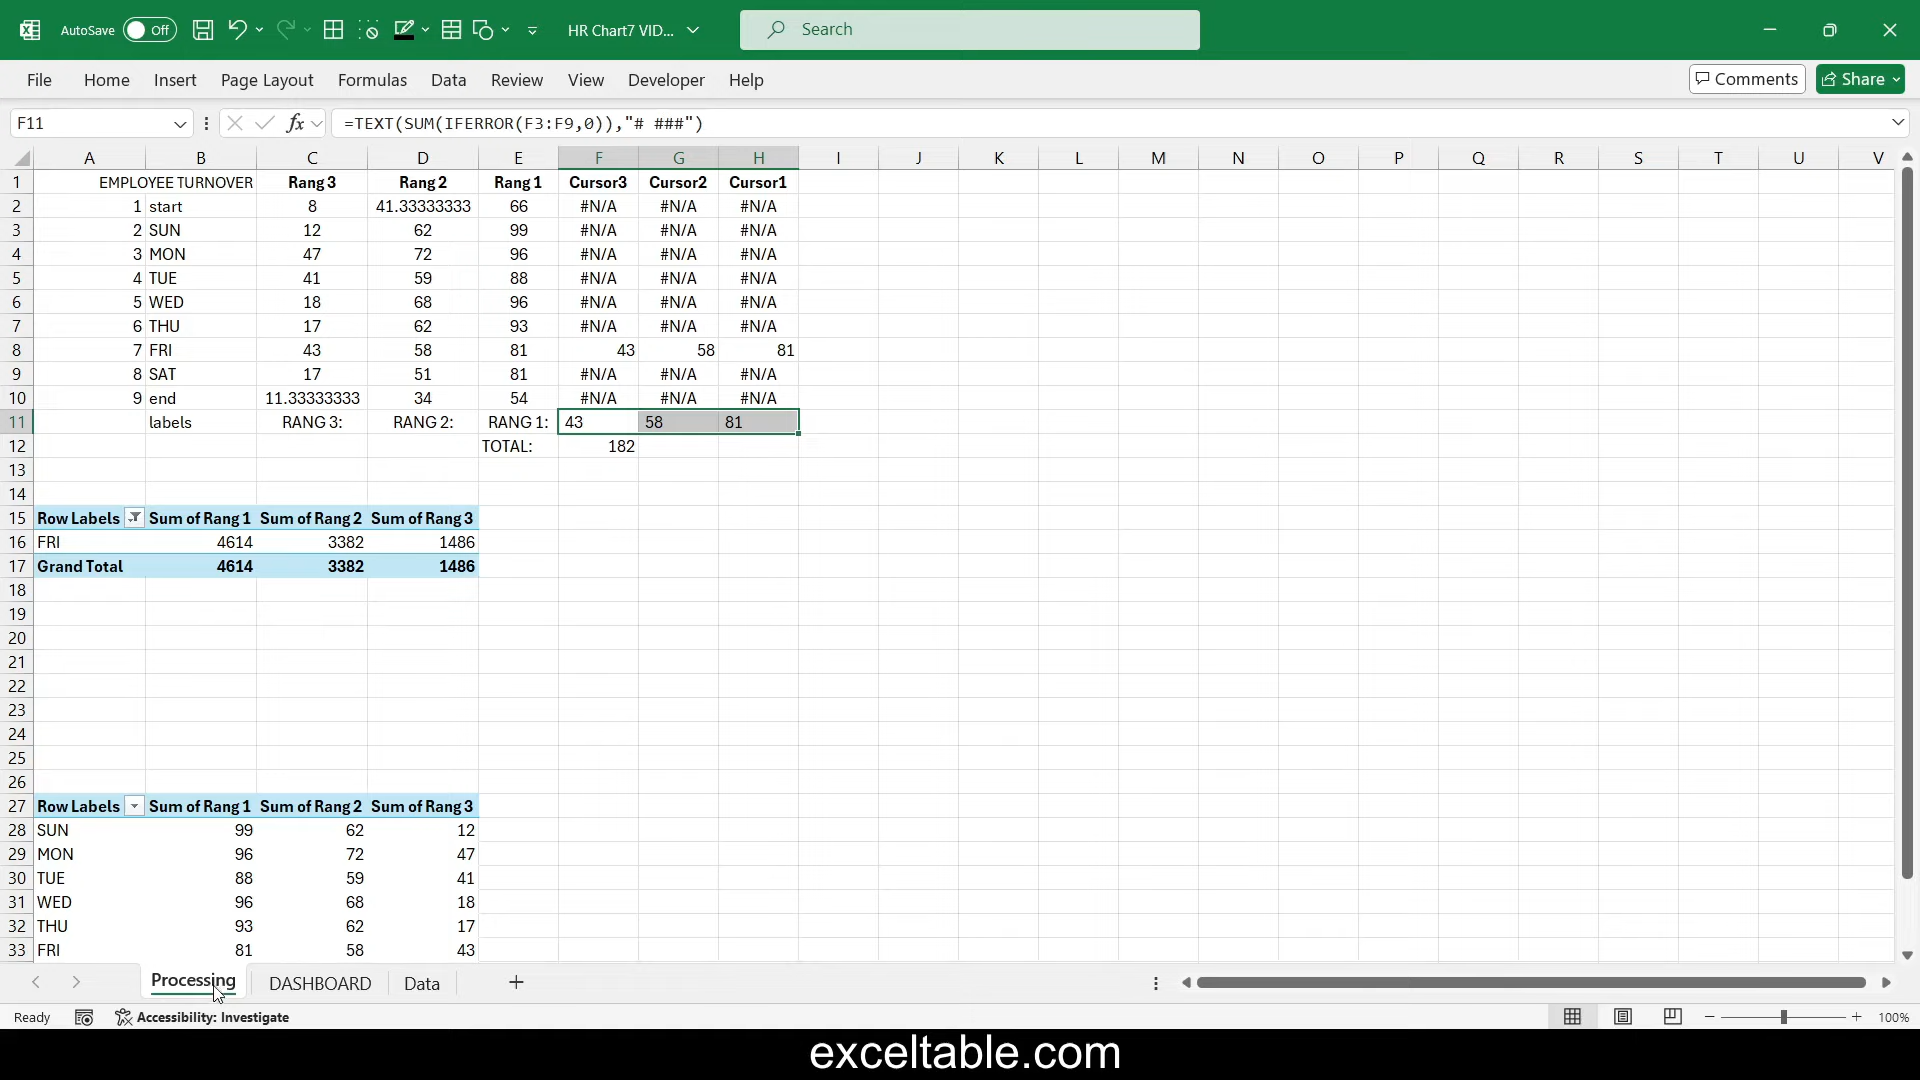 AutoSave Off HR Chart7 VID... Search
File Home Insert Page Layout Formulas Data Review View Developer Help Comments Share
F11 fx =TEXT(SUM(IFERROR(F3:F9,0)),"# ###")
A B C D E F G H I J K L M N O P Q R S T U V
1 EMPLOYEE TURNOVER Rang 3 Rang 2 Rang 1 Cursor3 Cursor2 Cursor1
2 1 start 8 41.33333333 66 #N/A #N/A #N/A
3 2 SUN 12 62 99 #N/A #N/A #N/A
4 3 MON 47 72 96 #N/A #N/A #N/A
5 4 TUE 41 59 88 #N/A #N/A #N/A
6 5 WED 18 68 96 #N/A #N/A #N/A
7 6 THU 17 62 93 #N/A #N/A #N/A
8 7 FRI 43 58 81 43 58 81
9 8 SAT 17 51 81 #N/A #N/A #N/A
10 9 end 11.33333333 34 54 #N/A #N/A #N/A
11 labels RANG 3: RANG 2: RANG 1: 43 58 81
12 TOTAL: 182
13
14
15 Row Labels Sum of Rang 1 Sum of Rang 2 Sum of Rang 3
16 FRI 4614 3382 1486
17 Grand Total 4614 3382 1486
18
19
20
21
22
23
24
25
26
27 Row Labels Sum of Rang 1 Sum of Rang 2 Sum of Rang 3
28 SUN 99 62 12
29 MON 96 72 47
30 TUE 88 59 41
31 WED 96 68 18
32 THU 93 62 17
33 FRI 81 58 43
Processing DASHBOARD Data
Ready Accessibility: Investigate 100%
exceltable.com